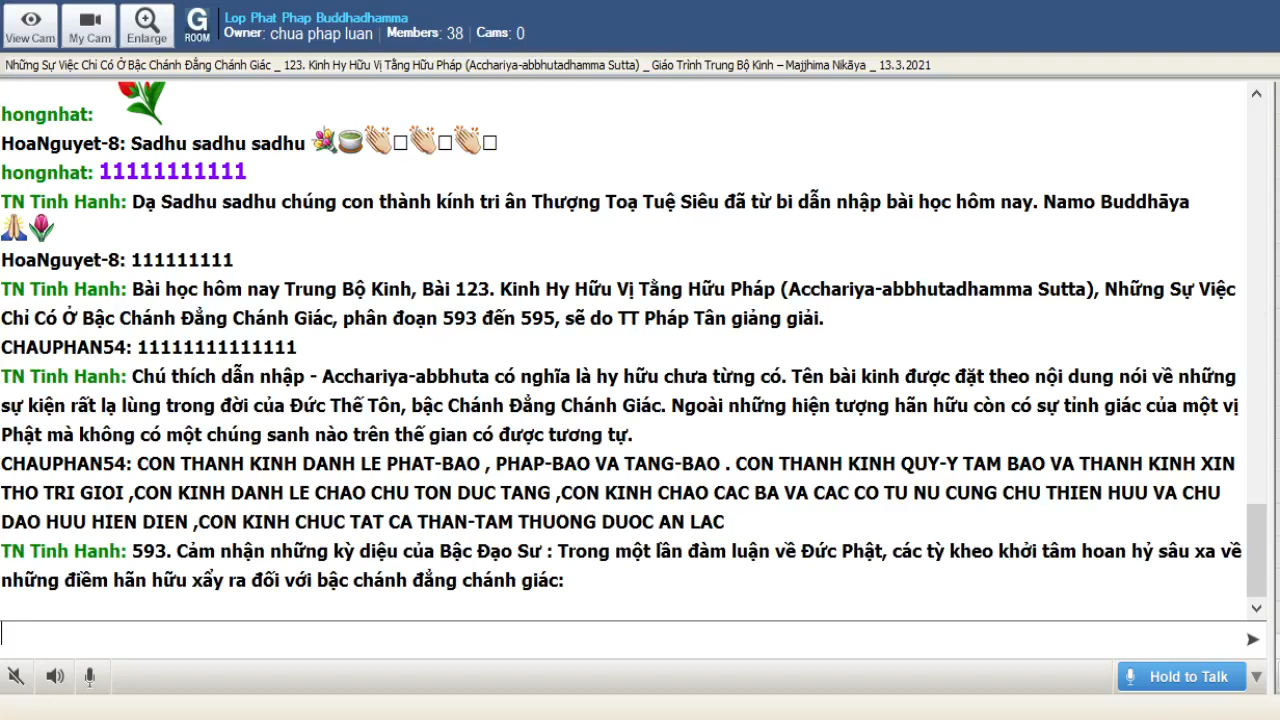 View Cam
My Cam
Enlarge
G
ROOM
Lop Phat Phap Buddhadhamma
Owner: chua phap luan | Members: 38 | Cams: 0
Những Sự Việc Chỉ Có Ở Bậc Chánh Đẳng Chánh Giác _ 123. Kinh Hy Hữu Vị Tằng Hữu Pháp (Acchariya-abbhutadhamma Sutta) _ Giáo Trình Trung Bộ Kinh – Majjhima Nikāya _ 13.3.2021
hongnhat:
HoaNguyet-8: Sadhu sadhu sadhu
hongnhat: 11111111111
TN Tinh Hanh: Dạ Sadhu sadhu chúng con thành kính tri ân Thượng Toạ Tuệ Siêu đã từ bi dẫn nhập bài học hôm nay. Namo Buddhāya
HoaNguyet-8: 111111111
TN Tinh Hanh: Bài học hôm nay Trung Bộ Kinh, Bài 123. Kinh Hy Hữu Vị Tằng Hữu Pháp (Acchariya-abbhutadhamma Sutta), Những Sự Việc
Chỉ Có Ở Bậc Chánh Đẳng Chánh Giác, phân đoạn 593 đến 595, sẽ do TT Pháp Tân giảng giải.
CHAUPHAN54: 11111111111111
TN Tinh Hanh: Chú thích dẫn nhập - Acchariya-abbhuta có nghĩa là hy hữu chưa từng có. Tên bài kinh được đặt theo nội dung nói về những
sự kiện rất lạ lùng trong đời của Đức Thế Tôn, bậc Chánh Đẳng Chánh Giác. Ngoài những hiện tượng hãn hữu còn có sự tỉnh giác của một vị
Phật mà không có một chúng sanh nào trên thế gian có được tương tự.
CHAUPHAN54: CON THANH KINH DANH LE PHAT-BAO , PHAP-BAO VA TANG-BAO . CON THANH KINH QUY-Y TAM BAO VA THANH KINH XIN
THO TRI GIOI ,CON KINH DANH LE CHAO CHU TON DUC TANG ,CON KINH CHAO CAC BA VA CAC CO TU NU CUNG CHU THIEN HUU VA CHU
DAO HUU HIEN DIEN ,CON KINH CHUC TAT CA THAN-TAM THUONG DUOC AN LAC
TN Tinh Hanh: 593. Cảm nhận những kỳ diệu của Bậc Đạo Sư : Trong một lần đàm luận về Đức Phật, các tỳ kheo khởi tâm hoan hỷ sâu xa về
những điềm hãn hữu xẩy ra đối với bậc chánh đẳng chánh giác:
Hold to Talk